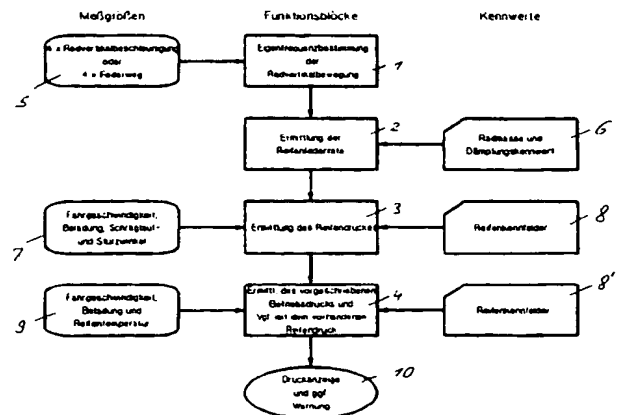 Meßgrößen
Funktionsblöcke
Kennwerte
4 x Radvertikalbeschleunigung
oder
4 x Federweg
5
Eigenfrequenzbestimmung
der
Radvertikalbewegung
1
Ermittlung der
Reifenfederrate
2
Radmasse und
Dämpfungskennwert
6
Fahrgeschwindigkeit,
Beladung, Schräglauf-
und Sturzwinkel
7
Ermittlung des Reifendruckes
3
Reifenkennfelder
8
Fahrgeschwindigkeit,
Beladung und
Reifentemperatur
9
Ermittl. des vorgeschriebenen
Betriebsdrucks und
Vgl. mit dem vorhandenen
Reifendruck
4
Reifenkennfelder
8'
Druckanzeige
und ggf
Warnung
10